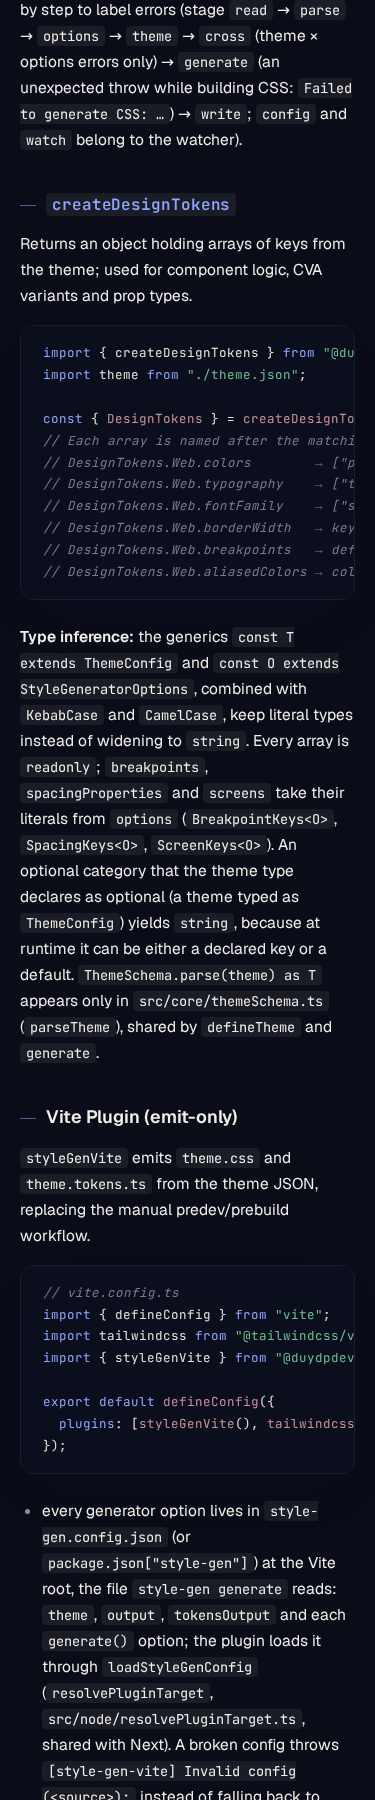 by step to label errors (stage read → parse
→ options → theme → cross (theme ×
options errors only) → generate (an
unexpected throw while building CSS: Failed
to generate CSS: … ) → write ; config and
watch belong to the watcher).
— createDesignTokens
Returns an object holding arrays of keys from
the theme; used for component logic, CVA
variants and prop types.
import { createDesignTokens } from "@du
import theme from "./theme.json";
const { DesignTokens } = createDesignTo
// Each array is named after the matchi
// DesignTokens.Web.colors → ["p
// DesignTokens.Web.typography → ["t
// DesignTokens.Web.fontFamily → ["s
// DesignTokens.Web.borderWidth → key
// DesignTokens.Web.breakpoints → def
// DesignTokens.Web.aliasedColors → col
Type inference: the generics const T
extends ThemeConfig and const O extends
StyleGeneratorOptions , combined with
KebabCase and CamelCase , keep literal types
instead of widening to string . Every array is
readonly ; breakpoints ,
spacingProperties and screens take their
literals from options ( BreakpointKeys<O> ,
SpacingKeys<O> , ScreenKeys<O> ). An
optional category that the theme type
declares as optional (a theme typed as
ThemeConfig ) yields string , because at
runtime it can be either a declared key or a
default. ThemeSchema.parse(theme) as T
appears only in src/core/themeSchema.ts
( parseTheme ), shared by defineTheme and
generate .
— Vite Plugin (emit-only)
styleGenVite emits theme.css and
theme.tokens.ts from the theme JSON,
replacing the manual predev/prebuild
workflow.
// vite.config.ts
import { defineConfig } from "vite";
import tailwindcss from "@tailwindcss/v
import { styleGenVite } from "@duydpdev
export default defineConfig({
plugins: [styleGenVite(), tailwindcss
});
• every generator option lives in style-
gen.config.json (or
package.json["style-gen"] ) at the Vite
root, the file style-gen generate reads:
theme , output , tokensOutput and each
generate() option; the plugin loads it
through loadStyleGenConfig
( resolvePluginTarget ,
src/node/resolvePluginTarget.ts ,
shared with Next). A broken config throws
[style-gen-vite] Invalid config
(<source>): instead of falling back to